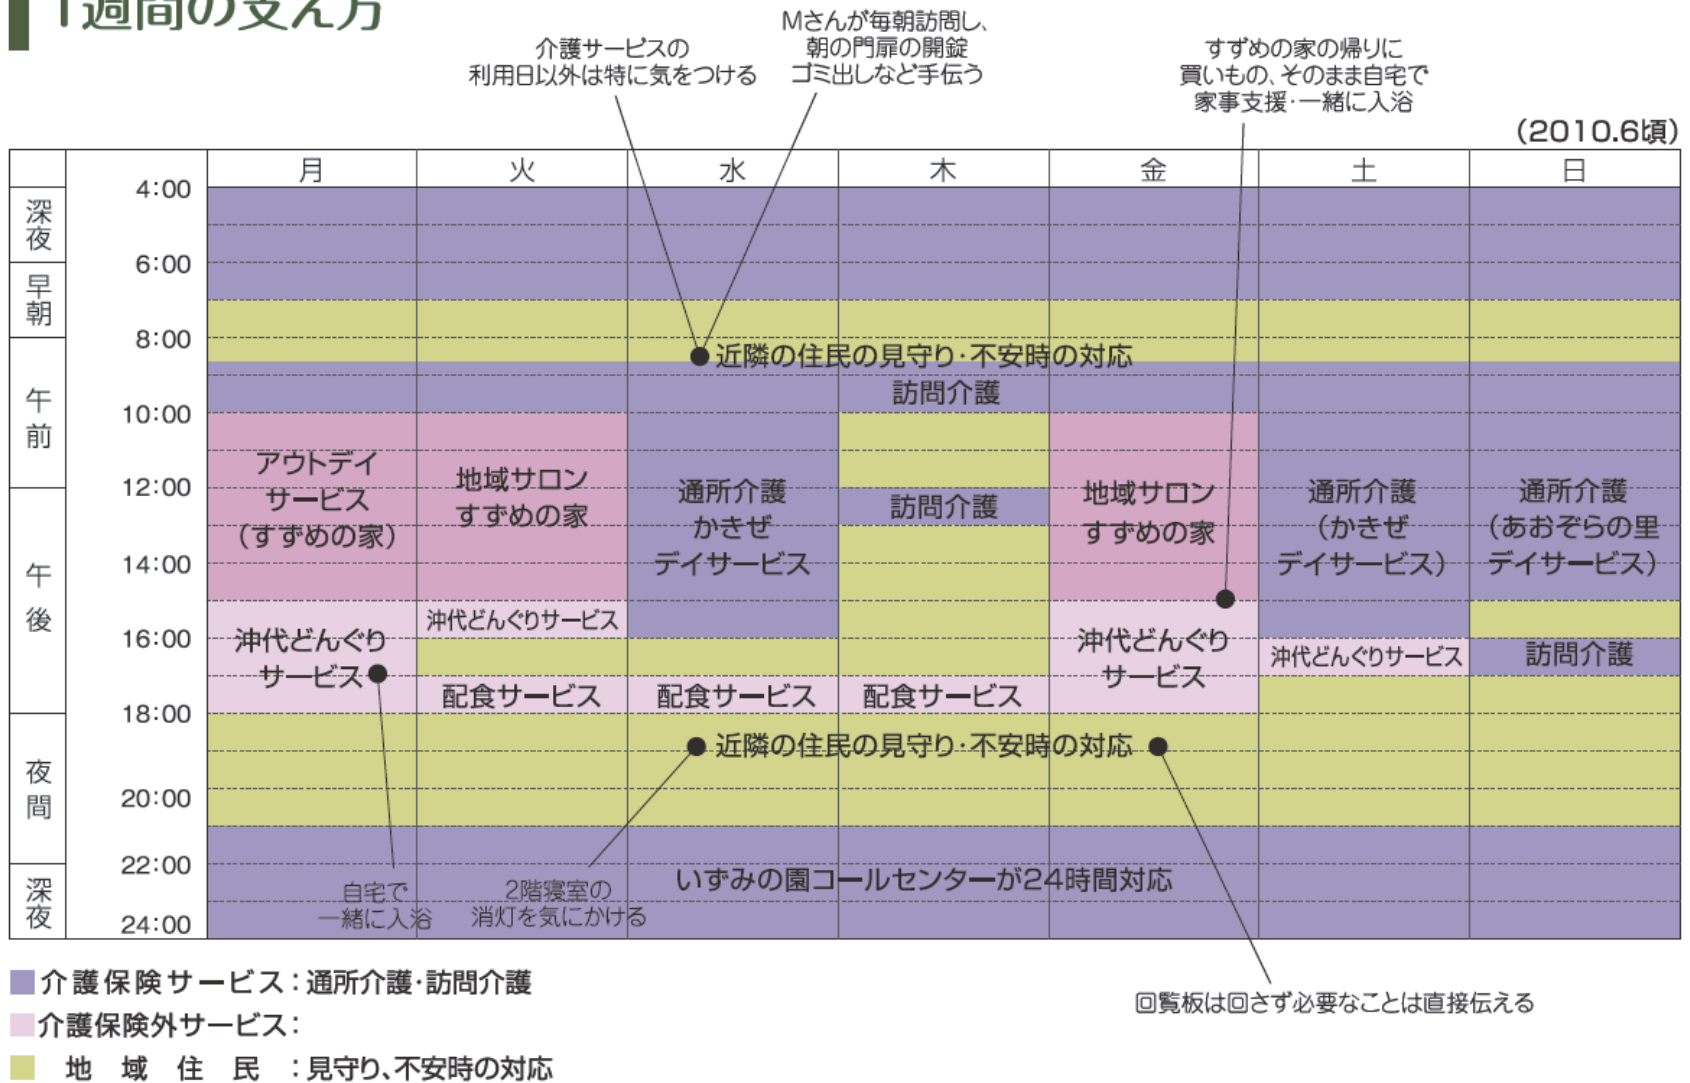 1週間の支え方
介護サービスの
利用日以外は特に気をつける
Mさんが毎朝訪問し、
朝の門扉の開錠
ゴミ出しなど手伝う
すずめの家の帰りに
買いもの、そのまま自宅で
家事支援・一緒に入浴
(2010.6頃)
月 火 水 木 金 土 日
4:00
深夜
6:00
早朝
8:00
近隣の住民の見守り・不安時の対応
訪問介護
午前
10:00
アウトデイ
サービス
(すずめの家)
地域サロン
すずめの家
通所介護
かきぜ
デイサービス
訪問介護
地域サロン
すずめの家
通所介護
(かきぜ
デイサービス)
通所介護
(あおぞらの里
デイサービス)
12:00
午後
14:00
16:00
沖代どんぐり
サービス
沖代どんぐりサービス
沖代どんぐり
サービス
沖代どんぐりサービス
訪問介護
配食サービス
配食サービス
配食サービス
18:00
近隣の住民の見守り・不安時の対応
夜間
20:00
22:00
いずみの園コールセンターが24時間対応
深夜
24:00
自宅で
一緒に入浴
2階寝室の
消灯を気にかける
回覧板は回さず必要なことは直接伝える
介護保険サービス：通所介護・訪問介護
介護保険外サービス：
地域住民：見守り、不安時の対応